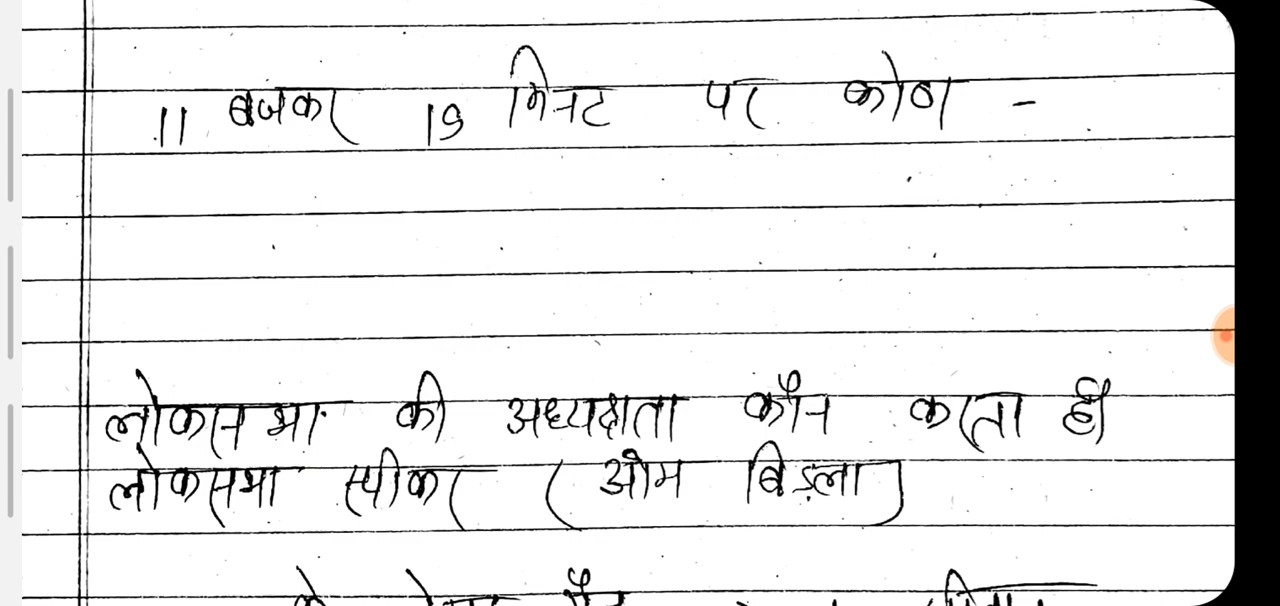 11 बजकर 19 मिनट पर कोण -
लोकसभा की अध्यक्षता कौन करता है
लोकसभा स्पीकर (ओम बिड़ला)